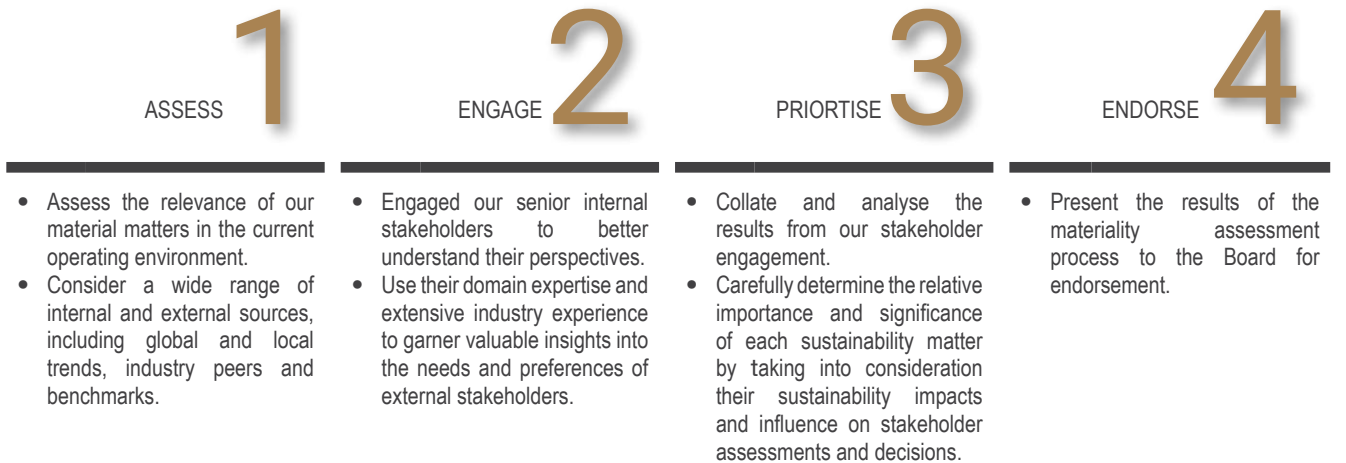 ASSESS 1
• Assess the relevance of our
material matters in the current
operating environment.
• Consider a wide range of
internal and external sources,
including global and local
trends, industry peers and
benchmarks.
ENGAGE 2
• Engaged our senior internal
stakeholders to better
understand their perspectives.
• Use their domain expertise and
extensive industry experience
to garner valuable insights into
the needs and preferences of
external stakeholders.
PRIORTISE 3
• Collate and analyse the
results from our stakeholder
engagement.
• Carefully determine the relative
importance and significance
of each sustainability matter
by taking into consideration
their sustainability impacts
and influence on stakeholder
assessments and decisions.
ENDORSE 4
• Present the results of the
materiality assessment
process to the Board for
endorsement.